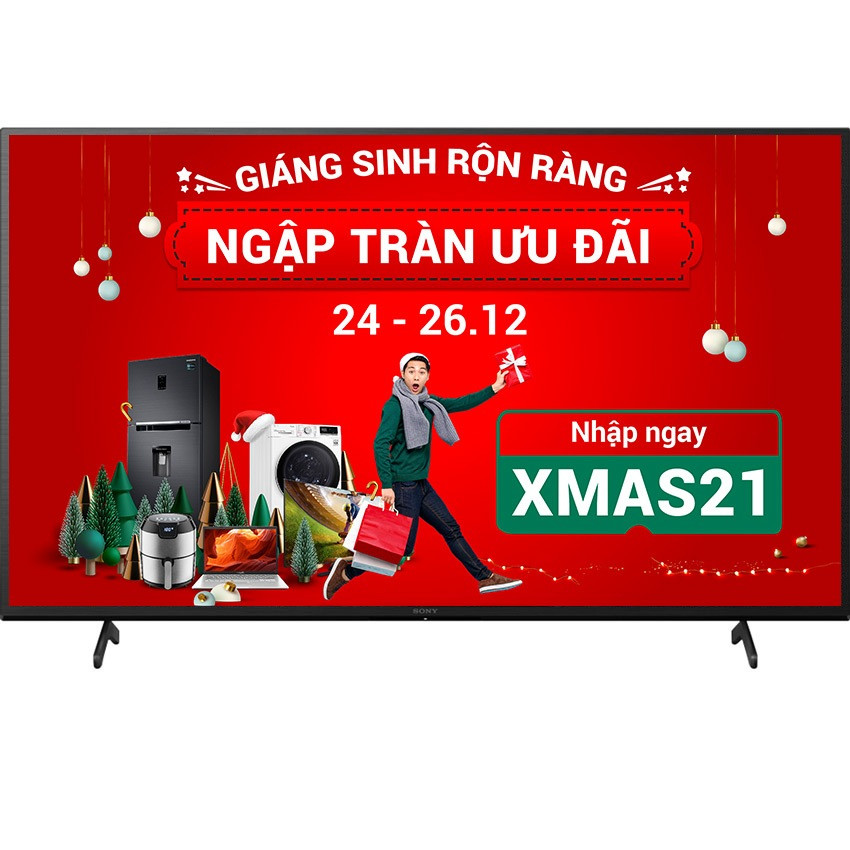 GIÁNG SINH RỘN RÀNG
NGẬP TRÀN ƯU ĐÃI
24 - 26.12
Nhập ngay
XMAS21
SONY